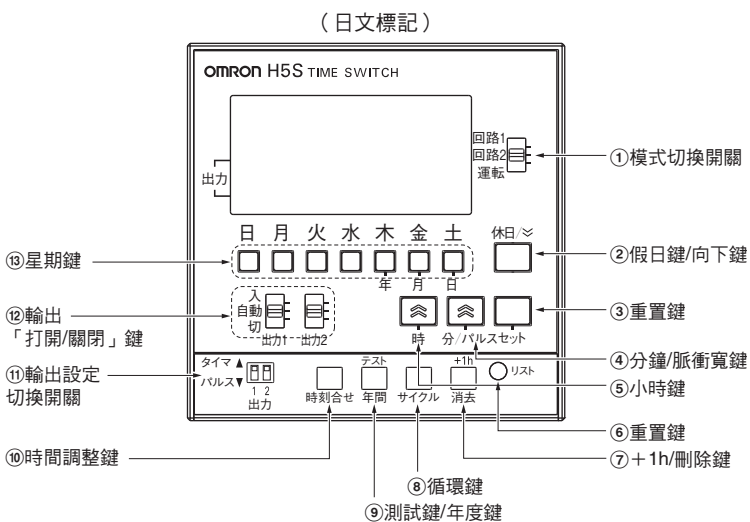 （日文標記）
OMRON H5S TIME SWITCH
回路1
回路2
運転
①模式切換開關
出力
日 月 火 水 木 金 土
休日/≫
②假日鍵/向下鍵
⑬星期鍵
年 月 日
入
自動
切
出力1 出力2
⑫輸出
「打開/關閉」鍵
③重置鍵
時 分/パルスセット
④分鐘/脈衝寬鍵
⑤小時鍵
タイマ▲
パルス▼
1 2
出力
⑪輸出設定
切換開關
テスト
+1h
リスト
時刻合せ 年間 サイクル 消去
⑥重置鍵
⑦＋1h/刪除鍵
⑩時間調整鍵
⑧循環鍵
⑨測試鍵/年度鍵